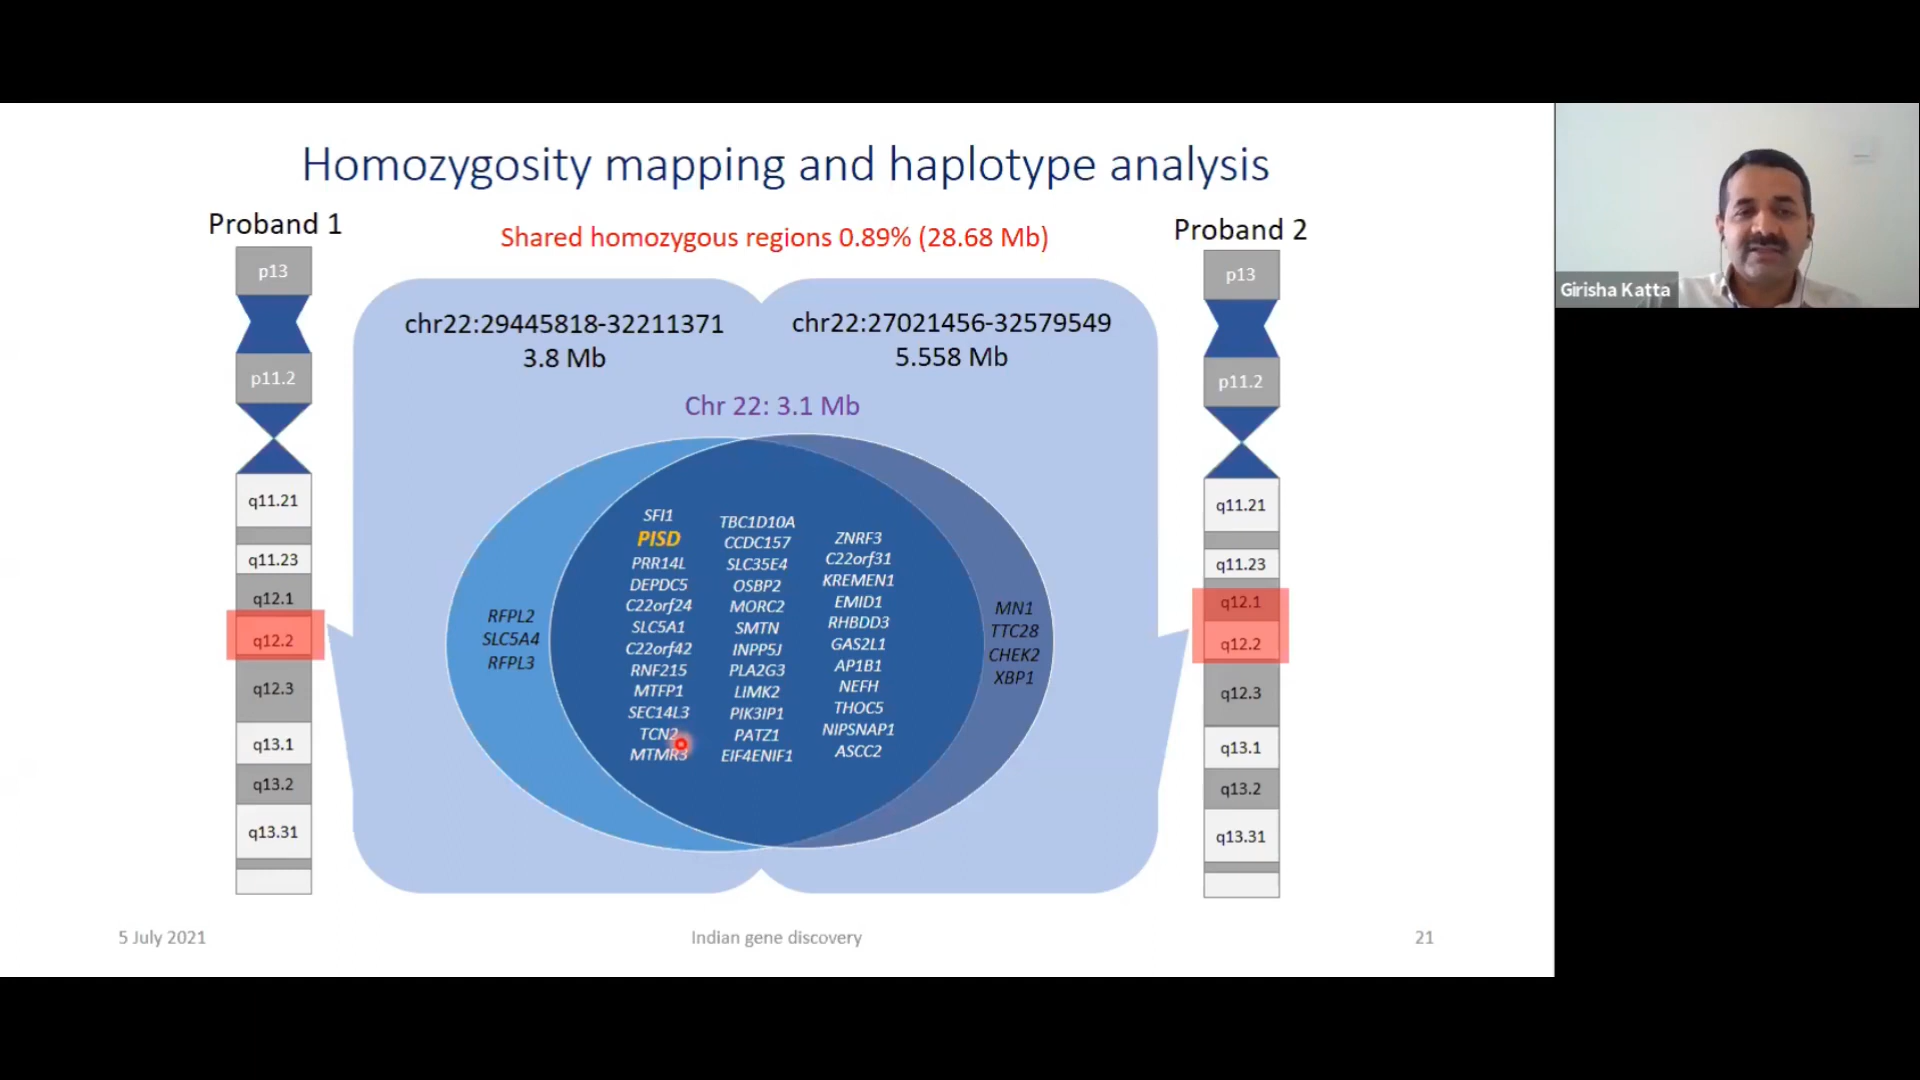 Homozygosity mapping and haplotype analysis
Proband 1
Shared homozygous regions 0.89% (28.68 Mb)
Proband 2
p13
p11.2
q11.21
q11.23
q12.1
q12.2
q12.3
q13.1
q13.2
q13.31
chr22:29445818-32211371
3.8 Mb
chr22:27021456-32579549
5.558 Mb
Chr 22: 3.1 Mb
RFPL2
SLC5A4
RFPL3
SFI1
PISD
PRR14L
DEPDC5
C22orf24
SLC5A1
C22orf42
RNF215
MTFP1
SEC14L3
TCN2
MTMR3
TBC1D10A
CCDC157
SLC35E4
OSBP2
MORC2
SMTN
INPP5J
PLA2G3
LIMK2
PIK3IP1
PATZ1
EIF4ENIF1
ZNRF3
C22orf31
KREMEN1
EMID1
RHBDD3
GAS2L1
AP1B1
NEFH
THOC5
NIPSNAP1
ASCC2
MN1
TTC28
CHEK2
XBP1
p13
p11.2
q11.21
q11.23
q12.1
q12.2
q12.3
q13.1
q13.2
q13.31
5 July 2021
Indian gene discovery
21
Girisha Katta